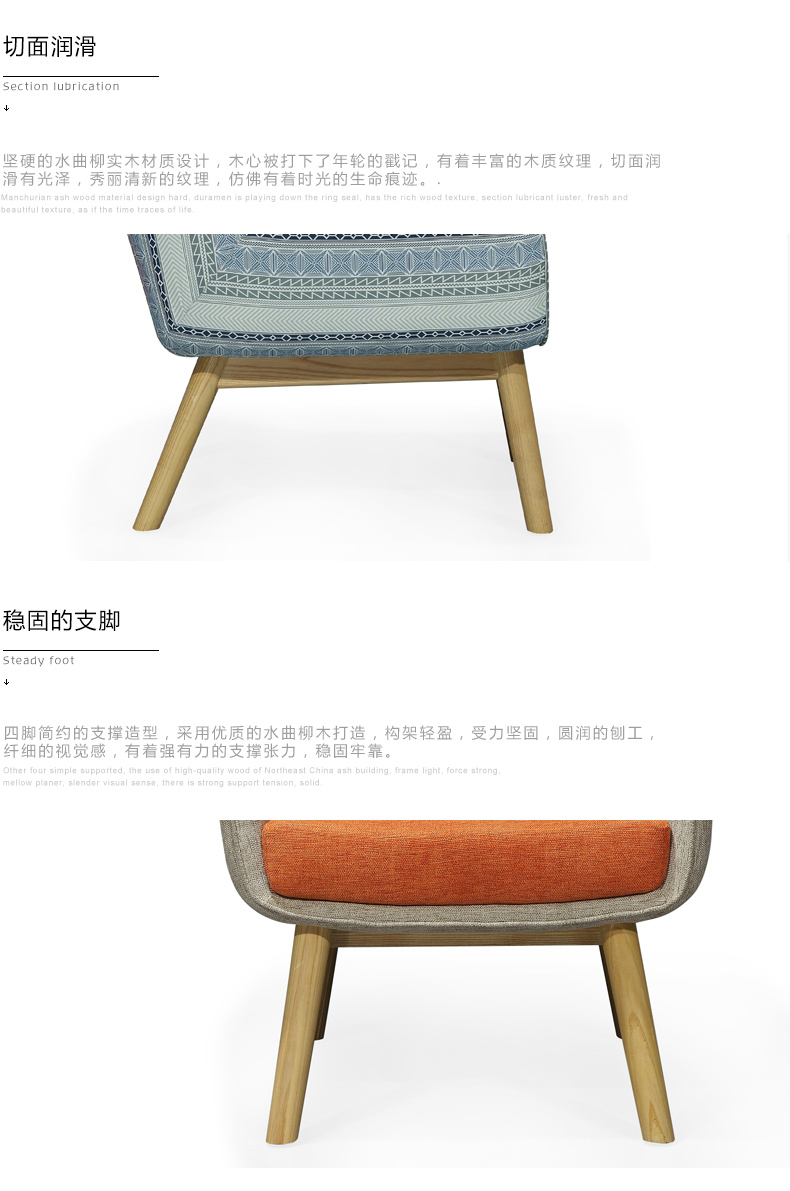 切面润滑
Section lubrication
坚硬的水曲柳实木材质设计，木心被打下了年轮的戳记，有着丰富的木质纹理，切面润
滑有光泽，秀丽清新的纹理，仿佛有着时光的生命痕迹。.
Manchurian ash wood material design hard, duramen is playing down the ring seal, has the rich wood texture, section lubricant luster, fresh and
beautiful texture, as if the time traces of life.
稳固的支脚
Steady foot
四脚简约的支撑造型，采用优质的水曲柳木打造，构架轻盈，受力坚固，圆润的刨工，
纤细的视觉感，有着强有力的支撑张力，稳固牢靠。
Other four simple supported, the use of high-quality wood of Northeast China ash building, frame light, force strong,
mellow planer, slender visual sense, there is strong support tension, solid.